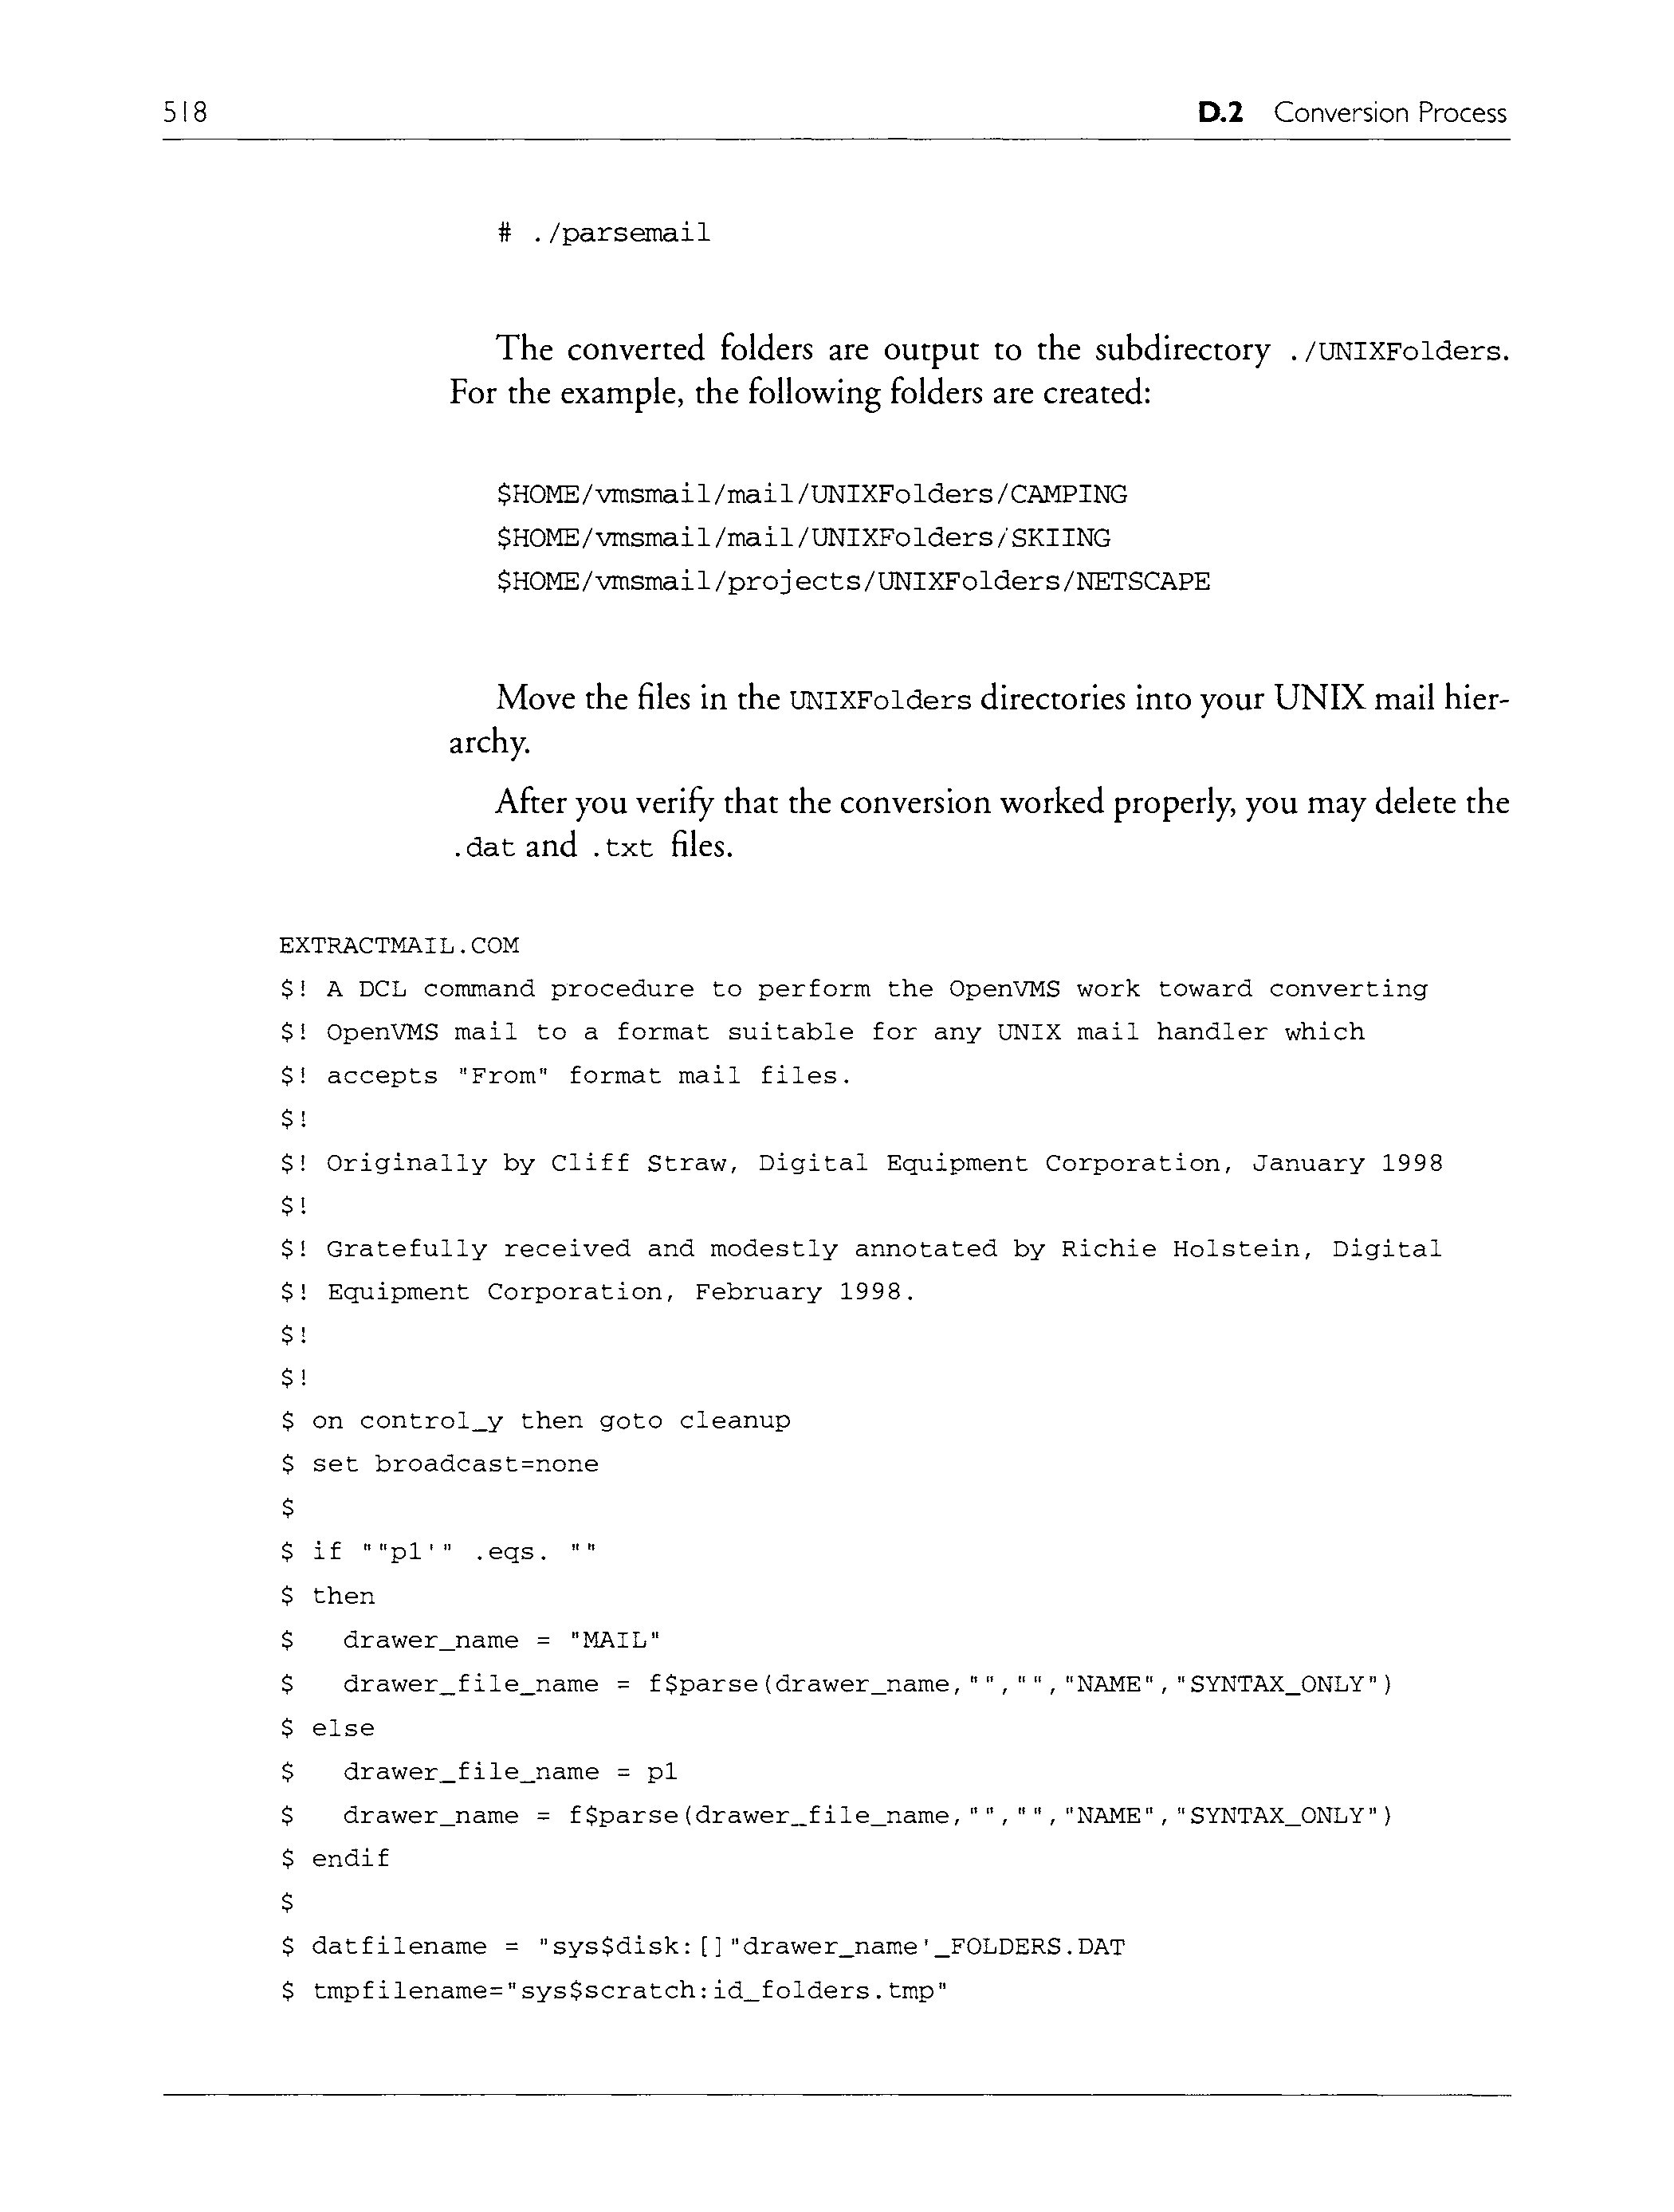 518 D.2 Conversion Process
# ./parsemail
The converted folders are output to the subdirectory ./UNIXFolders.
For the example, the following folders are created:
$HOME/vmsmail/mail/UNIXFolders/CAMPING
$HOME/vmsmail/mail/UNIXFolders/SKIING
$HOME/vmsmail/projects/UNIXFolders/NETSCAPE
Move the files in the UNIXFolders directories into your UNIX mail hier-
archy.
After you verify that the conversion worked properly, you may delete the
.dat and .txt files.
EXTRACTMAIL.COM
$! A DCL command procedure to perform the OpenVMS work toward converting
$! OpenVMS mail to a format suitable for any UNIX mail handler which
$! accepts "From" format mail files.
$!
$! Originally by Cliff Straw, Digital Equipment Corporation, January 1998
$!
$! Gratefully received and modestly annotated by Richie Holstein, Digital
$! Equipment Corporation, February 1998.
$!
$!
$ on control_y then goto cleanup
$ set broadcast=none
$
$ if ""p1'" .eqs. ""
$ then
$   drawer_name = "MAIL"
$   drawer_file_name = f$parse(drawer_name,"","","NAME","SYNTAX_ONLY")
$ else
$   drawer_file_name = p1
$   drawer_name = f$parse(drawer_file_name,"","","NAME","SYNTAX_ONLY")
$ endif
$
$ datfilename = "sys$disk:[]"drawer_name'_FOLDERS.DAT
$ tmpfilename="sys$scratch:id_folders.tmp"